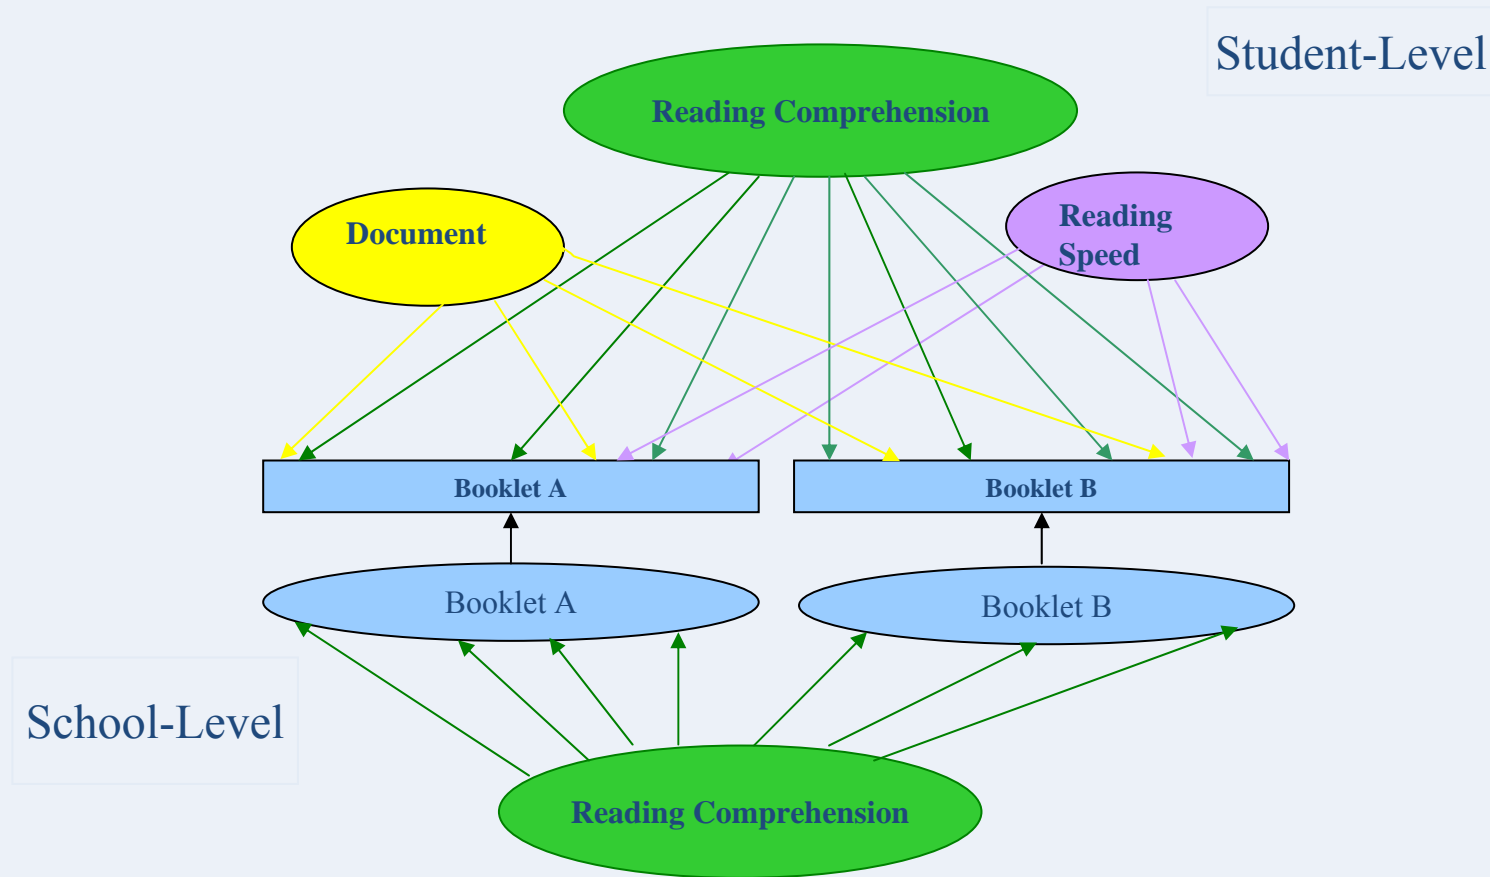 Student-Level
Reading Comprehension
Document
Reading
Speed
Booklet A
Booklet B
Booklet A
Booklet B
School-Level
Reading Comprehension